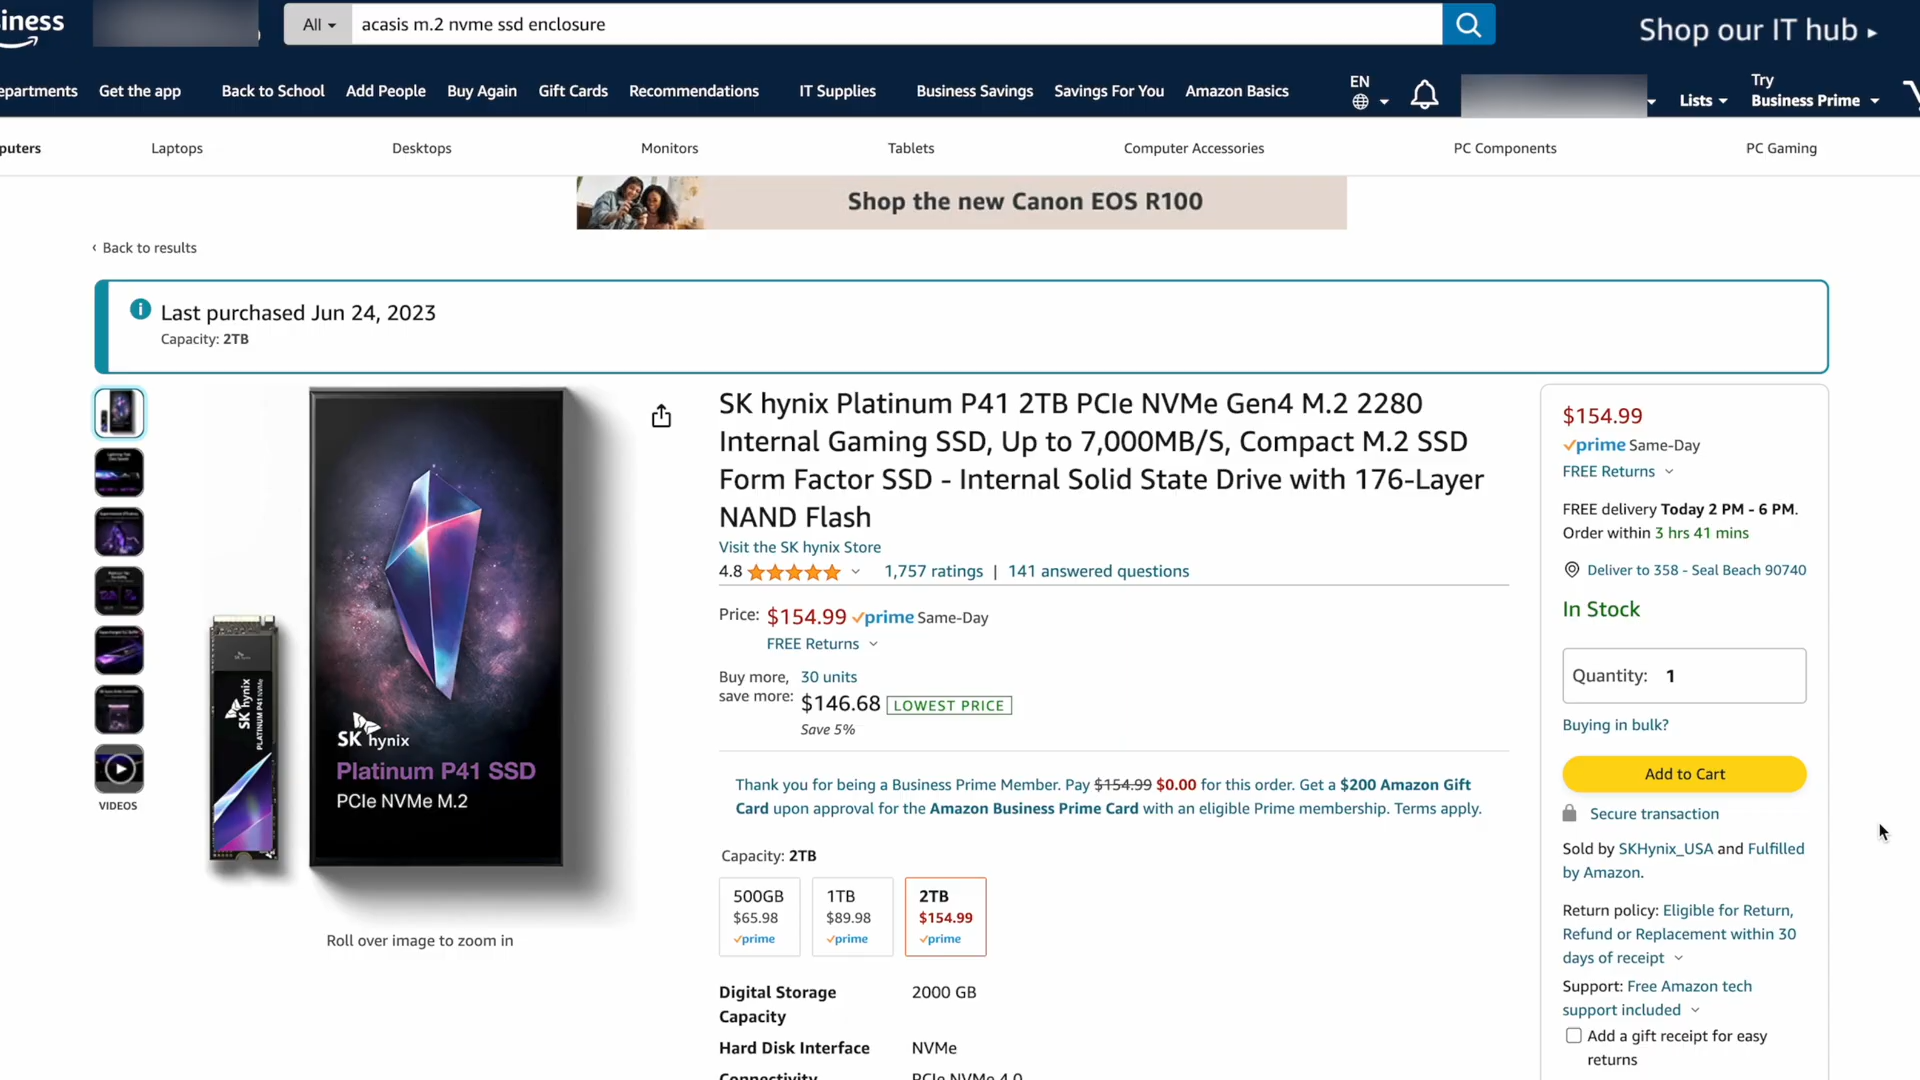 iness
All
acasis m.2 nvme ssd enclosure
Shop our IT hub ▸
epartments
Get the app
Back to School
Add People
Buy Again
Gift Cards
Recommendations
IT Supplies
Business Savings
Savings For You
Amazon Basics
EN
Lists
Try
Business Prime
puters
Laptops
Desktops
Monitors
Tablets
Computer Accessories
PC Components
PC Gaming
Shop the new Canon EOS R100
‹ Back to results
Last purchased Jun 24, 2023
Capacity: 2TB
SK hynix
PLATINUM P41 NVMe
SK hynix
Platinum P41 SSD
PCIe NVMe M.2
VIDEOS
Roll over image to zoom in
SK hynix Platinum P41 2TB PCIe NVMe Gen4 M.2 2280
Internal Gaming SSD, Up to 7,000MB/S, Compact M.2 SSD
Form Factor SSD - Internal Solid State Drive with 176-Layer
NAND Flash
Visit the SK hynix Store
4.8 1,757 ratings | 141 answered questions
Price: $154.99 prime Same-Day
FREE Returns
Buy more, 30 units
save more: $146.68 LOWEST PRICE
Save 5%
Thank you for being a Business Prime Member. Pay $154.99 $0.00 for this order. Get a $200 Amazon Gift
Card upon approval for the Amazon Business Prime Card with an eligible Prime membership. Terms apply.
Capacity: 2TB
500GB
$65.98
prime
1TB
$89.98
prime
2TB
$154.99
prime
Digital Storage 2000 GB
Capacity
Hard Disk Interface NVMe
Connectivity PCIe NVMe 4.0
$154.99
prime Same-Day
FREE Returns
FREE delivery Today 2 PM - 6 PM.
Order within 3 hrs 41 mins
Deliver to 358 - Seal Beach 90740
In Stock
Quantity: 1
Buying in bulk?
Add to Cart
Secure transaction
Sold by SKHynix_USA and Fulfilled
by Amazon.
Return policy: Eligible for Return,
Refund or Replacement within 30
days of receipt
Support: Free Amazon tech
support included
Add a gift receipt for easy
returns